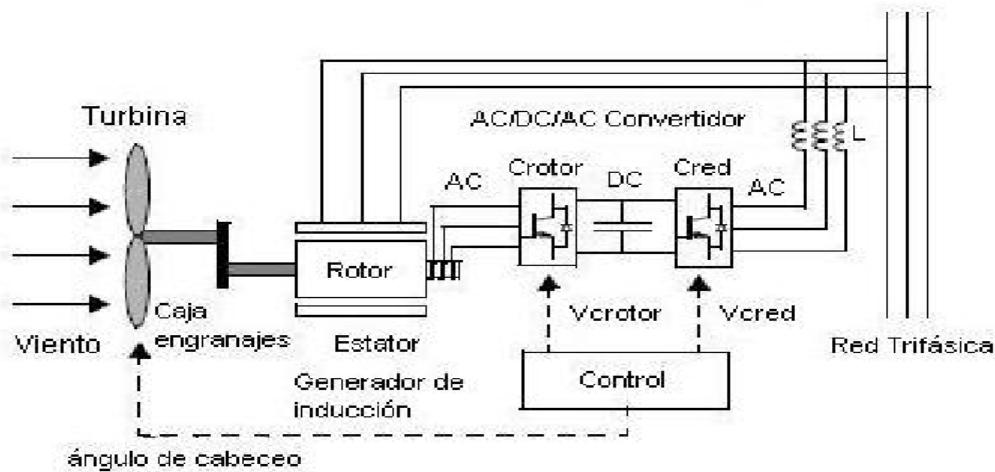 Turbina
AC/DC/AC Convertidor
L
Crotor
Cred
AC
DC
AC
Rotor
Viento
Caja
engranajes
Estator
Vcrotor
Vcred
Red Trifásica
Generador de
inducción
Control
ángulo de cabeceo